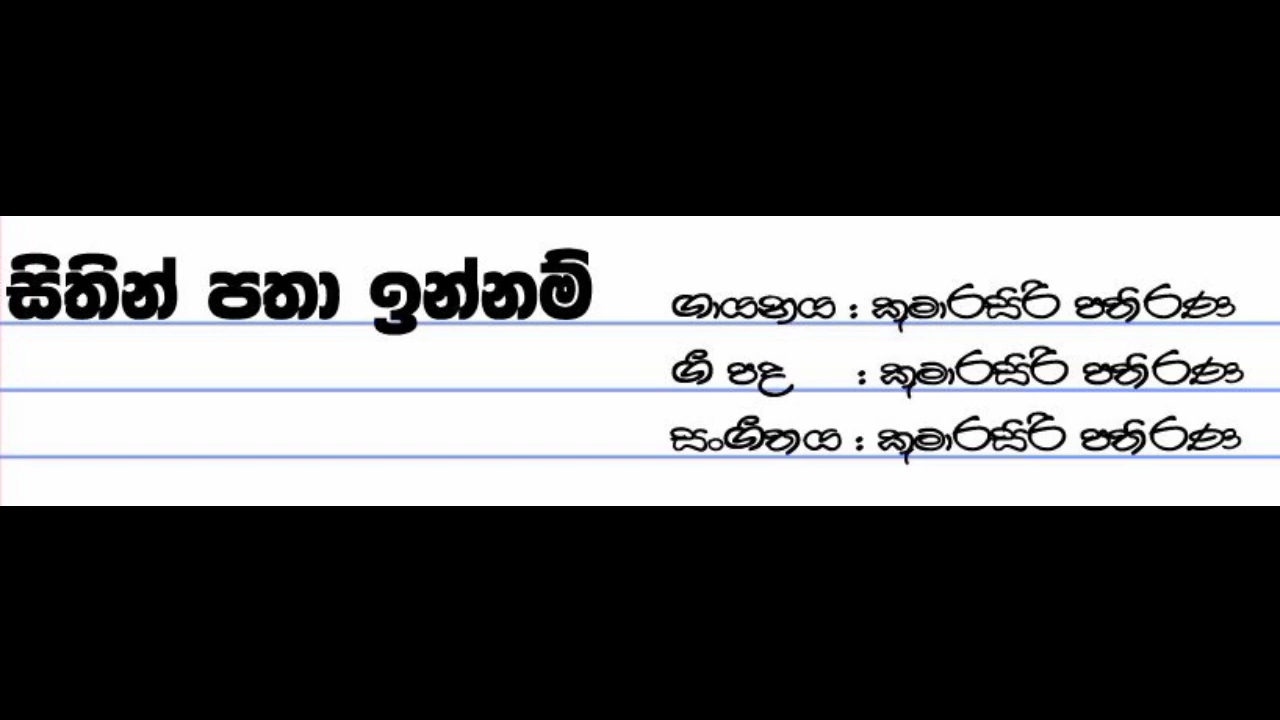 සිතින් පතා ඉන්නම්
ගායනය : කුමාරසිරි පතිරණ
ගී පද : කුමාරසිරි පතිරණ
සංගීතය : කුමාරසිරි පතිරණ